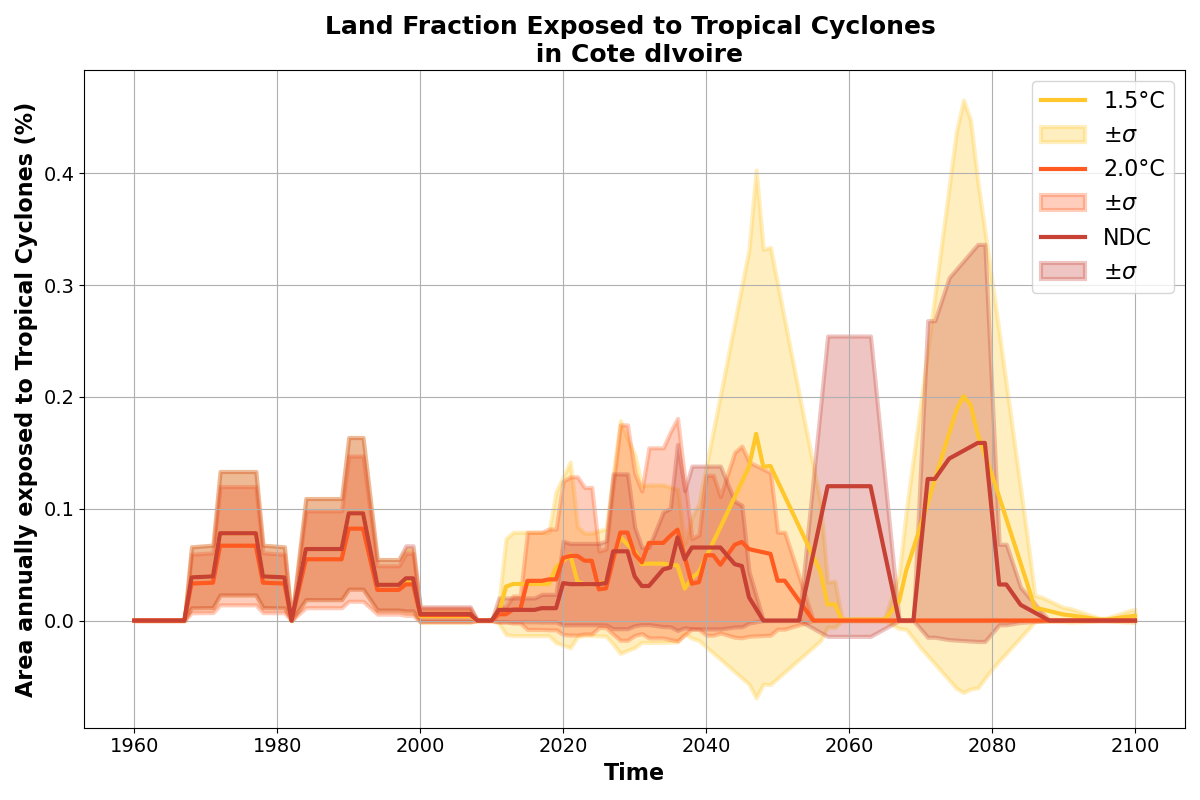 Land Fraction Exposed to Tropical Cyclones
in Cote dIvoire
Area annually exposed to Tropical Cyclones (%)
0.4
0.3
0.2
0.1
0.0
1960 1980 2000 2020 2040 2060 2080 2100
Time
1.5°C
±σ
2.0°C
±σ
NDC
±σ